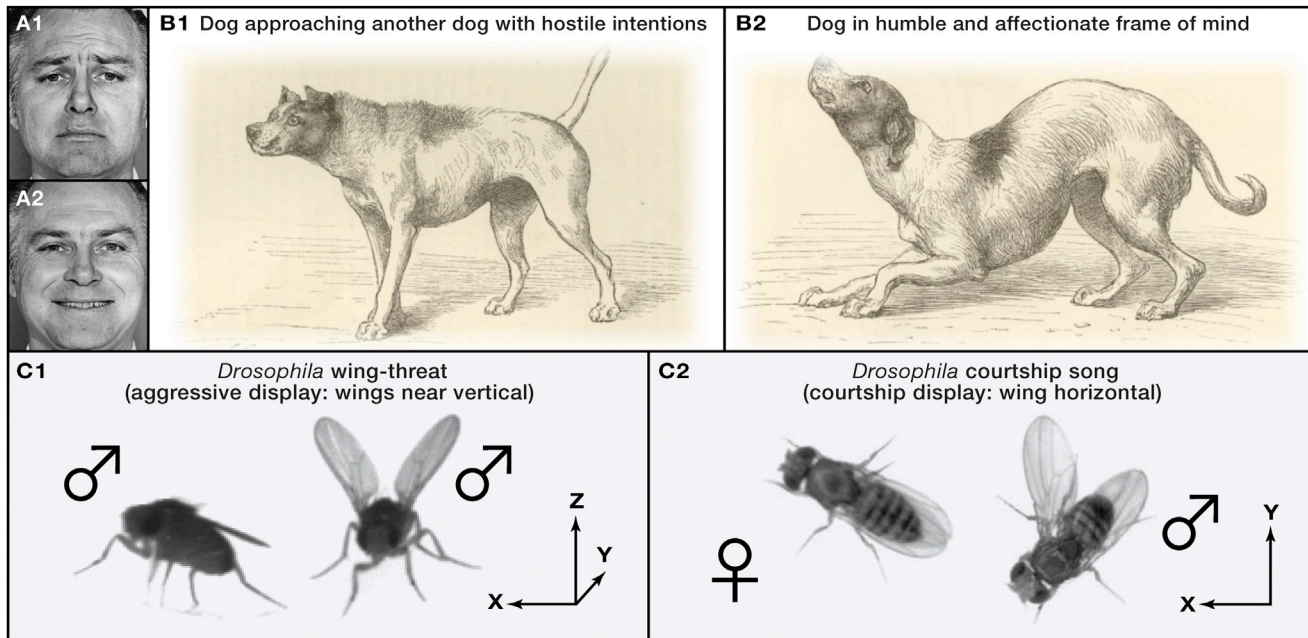 A1
A2
B1 Dog approaching another dog with hostile intentions
B2 Dog in humble and affectionate frame of mind
C1 Drosophila wing-threat
(aggressive display: wings near vertical)
♂
♂
Z
Y
X
C2 Drosophila courtship song
(courtship display: wing horizontal)
♀
♂
Y
X